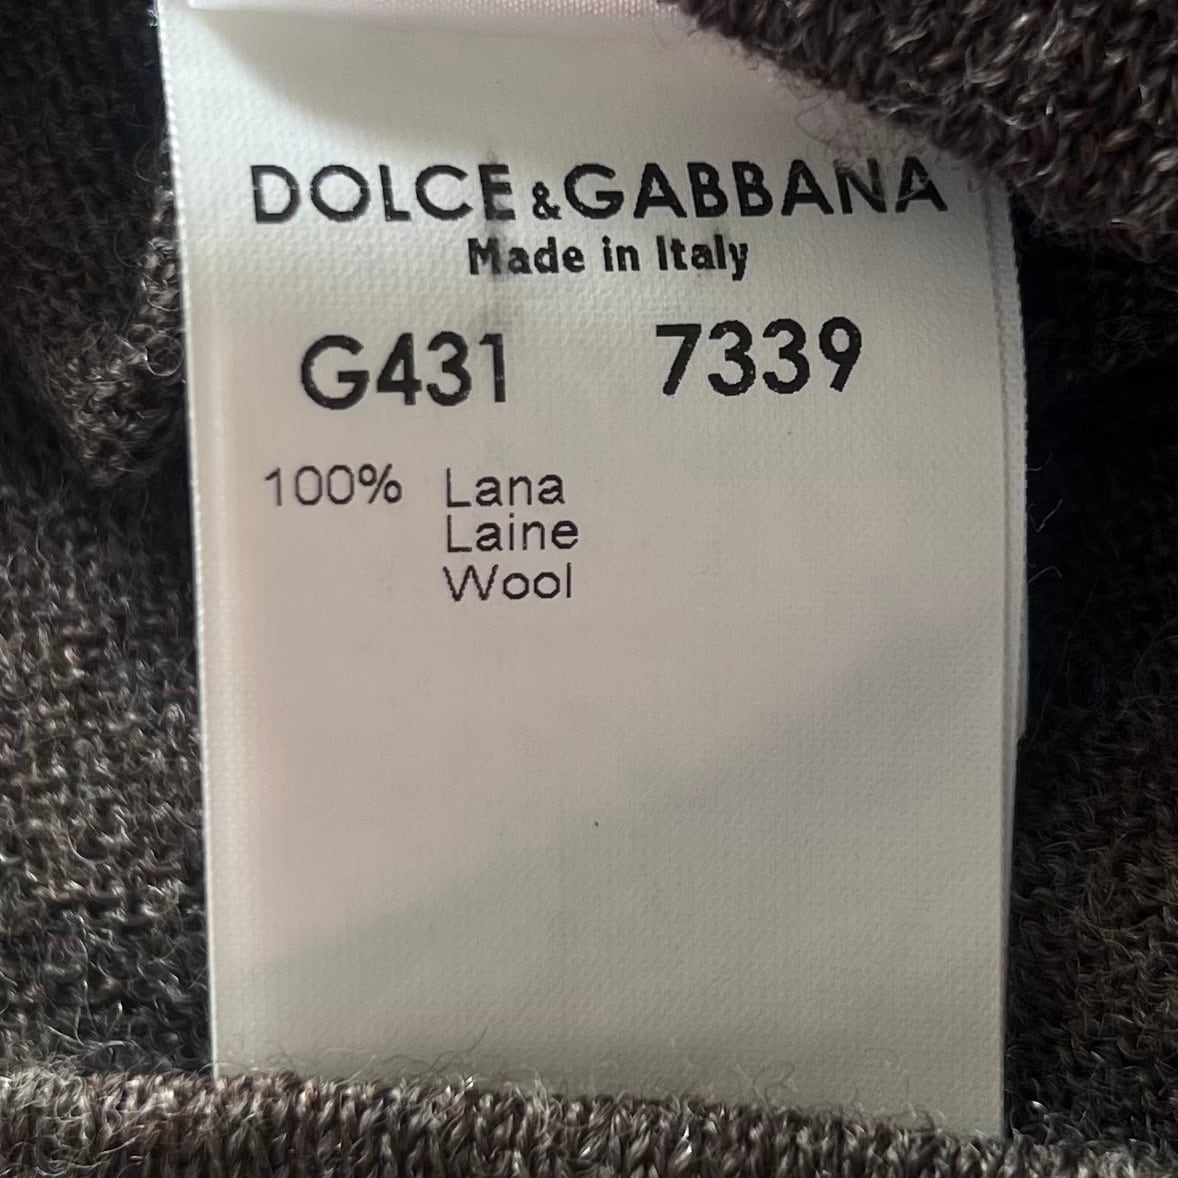 DOLCE&GABBANA
Made in Italy
G431 7339
100% Lana
Laine
Wool